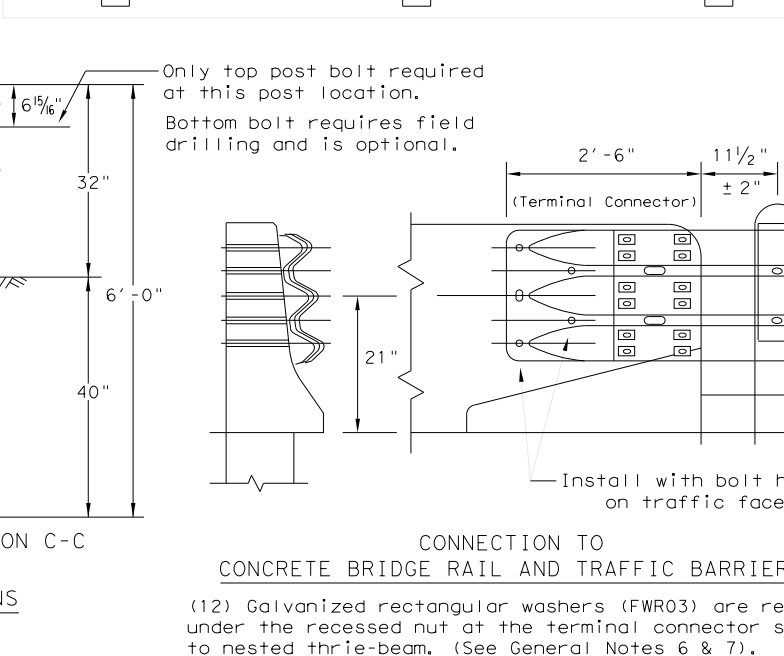 Only top post bolt required
at this post location.
Bottom bolt requires field
drilling and is optional.
6 15/16"
32"
6'-0"
40"
2'-6"
11 1/2"
± 2"
(Terminal Connector)
21"
Install with bolt h
on traffic face
ON C-C
NS
CONNECTION TO
CONCRETE BRIDGE RAIL AND TRAFFIC BARRIER
(12) Galvanized rectangular washers (FWR03) are re
under the recessed nut at the terminal connector s
to nested thrie-beam. (See General Notes 6 & 7).